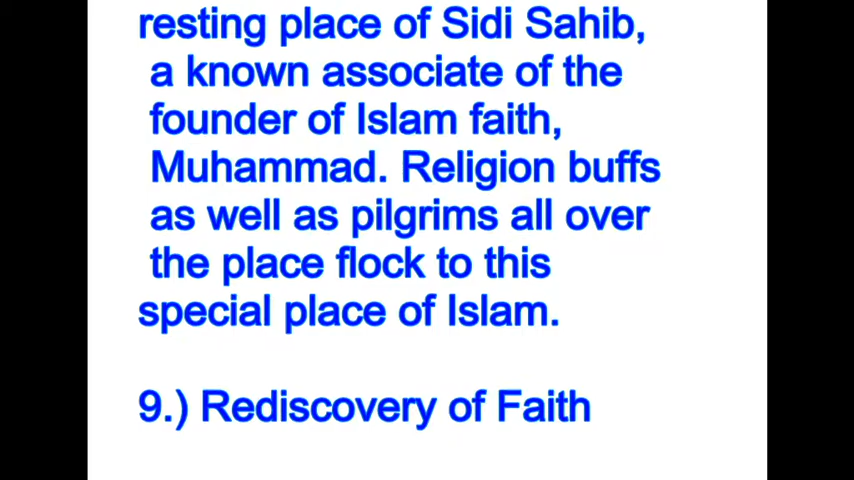 resting place of Sidi Sahib,
a known associate of the
founder of Islam faith,
Muhammad. Religion buffs
as well as pilgrims all over
the place flock to this
special place of Islam.
9.) Rediscovery of Faith